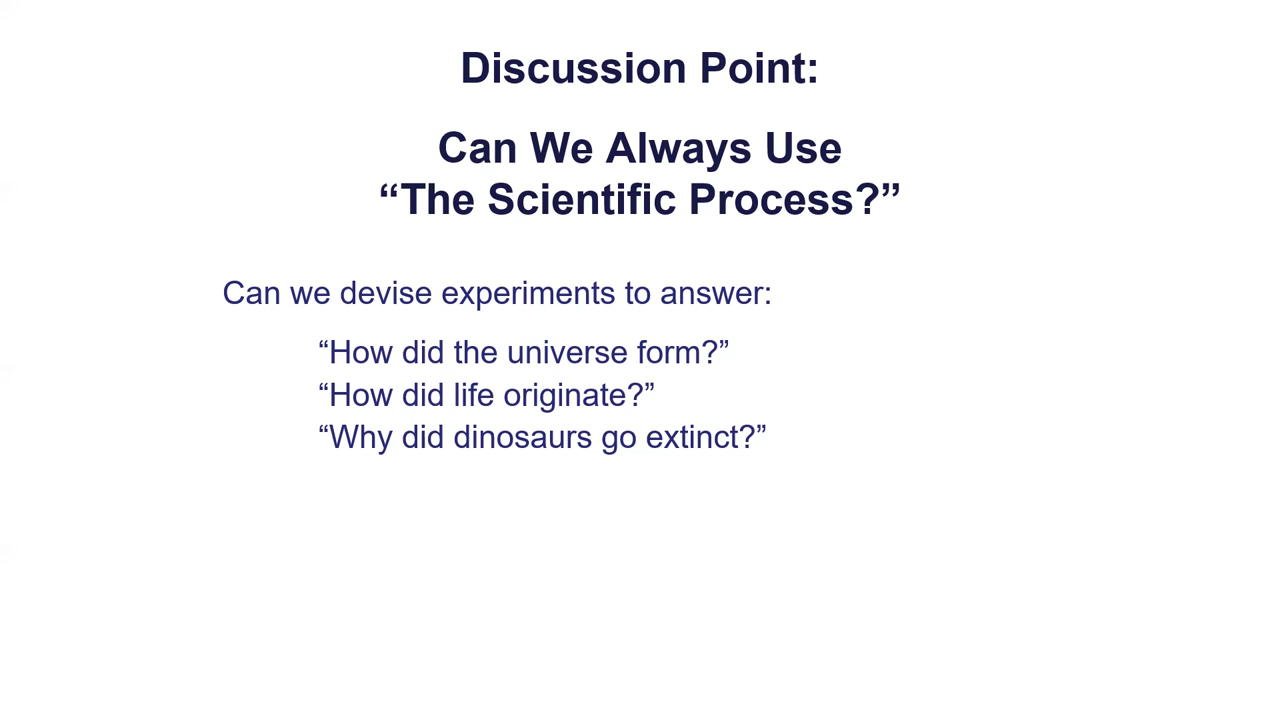 Discussion Point:
Can We Always Use
“The Scientific Process?”
Can we devise experiments to answer:
“How did the universe form?”
“How did life originate?”
“Why did dinosaurs go extinct?”